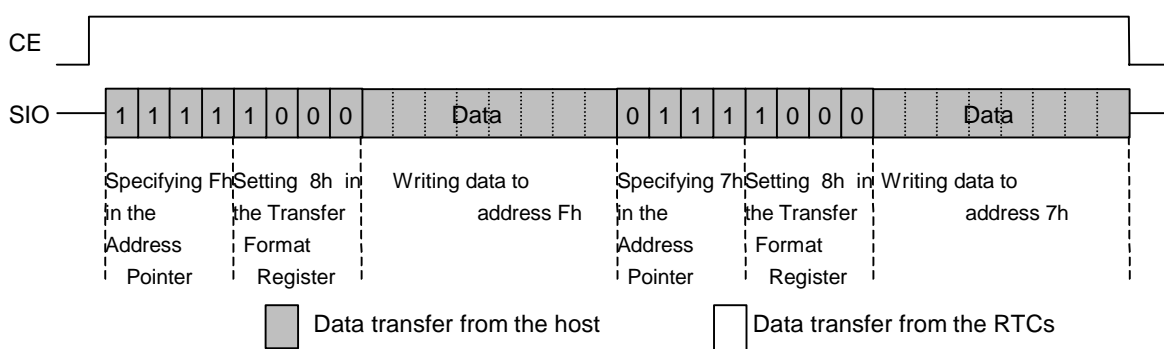 CE
SIO 1 1 1 1 1 0 0 0 Data 0 1 1 1 1 0 0 0 Data
Specifying Fh Setting 8h in Writing data to Specifying 7h Setting 8h in Writing data to
in the the Transfer address Fh in the the Transfer address 7h
Address Format Address Format
Pointer Register Pointer Register
Data transfer from the host Data transfer from the RTCs